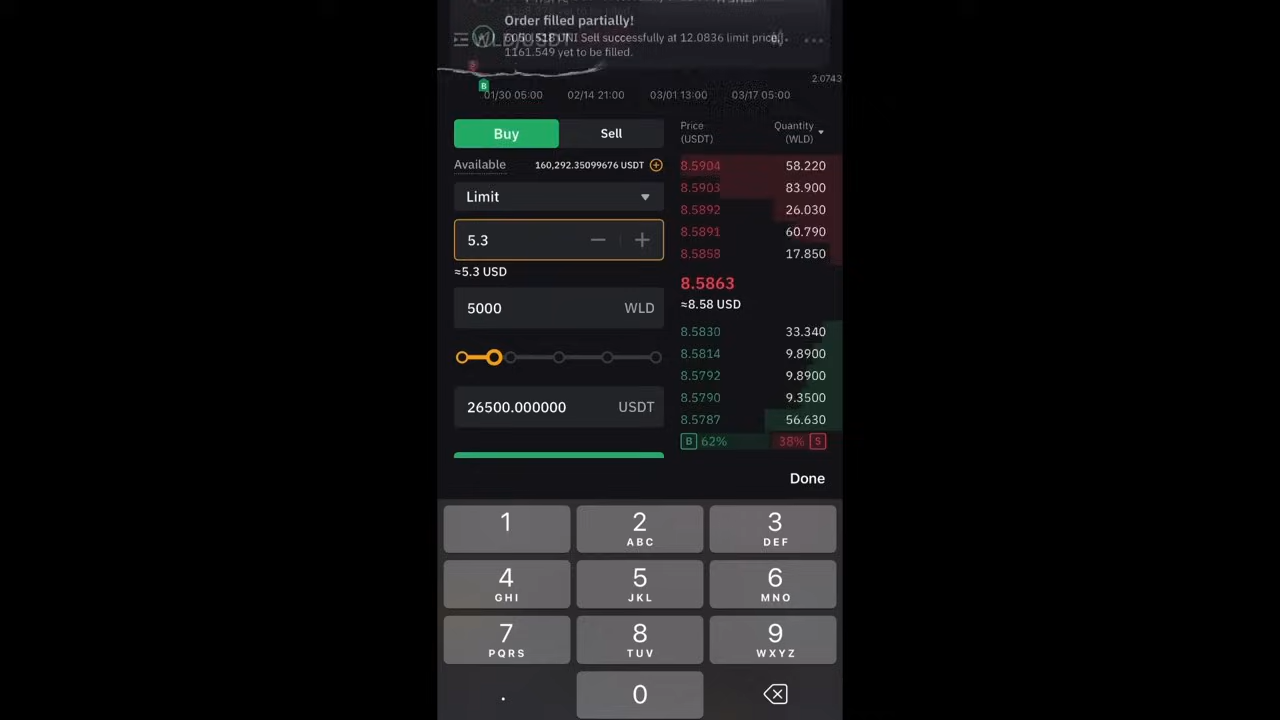 Order filled partially!
6050.518 UNI Sell successfully at 12.0836 limit price,
1161.549 yet to be filled.
WLD/USDT
2.0743
01/30 05:00 02/14 21:00 03/01 13:00 03/17 05:00
B
Buy Sell
Available 160,292.35099676 USDT
Limit
5.3
≈5.3 USD
5000 WLD
26500.000000 USDT
Price Quantity
(USDT) (WLD)
8.5904 58.220
8.5903 83.900
8.5892 26.030
8.5891 60.790
8.5858 17.850
8.5863
≈8.58 USD
8.5830 33.340
8.5814 9.8900
8.5792 9.8900
8.5790 9.3500
8.5787 56.630
B 62% 38% S
Done
1 2 3
ABC DEF
4 5 6
GHI JKL MNO
7 8 9
PQRS TUV WXYZ
. 0